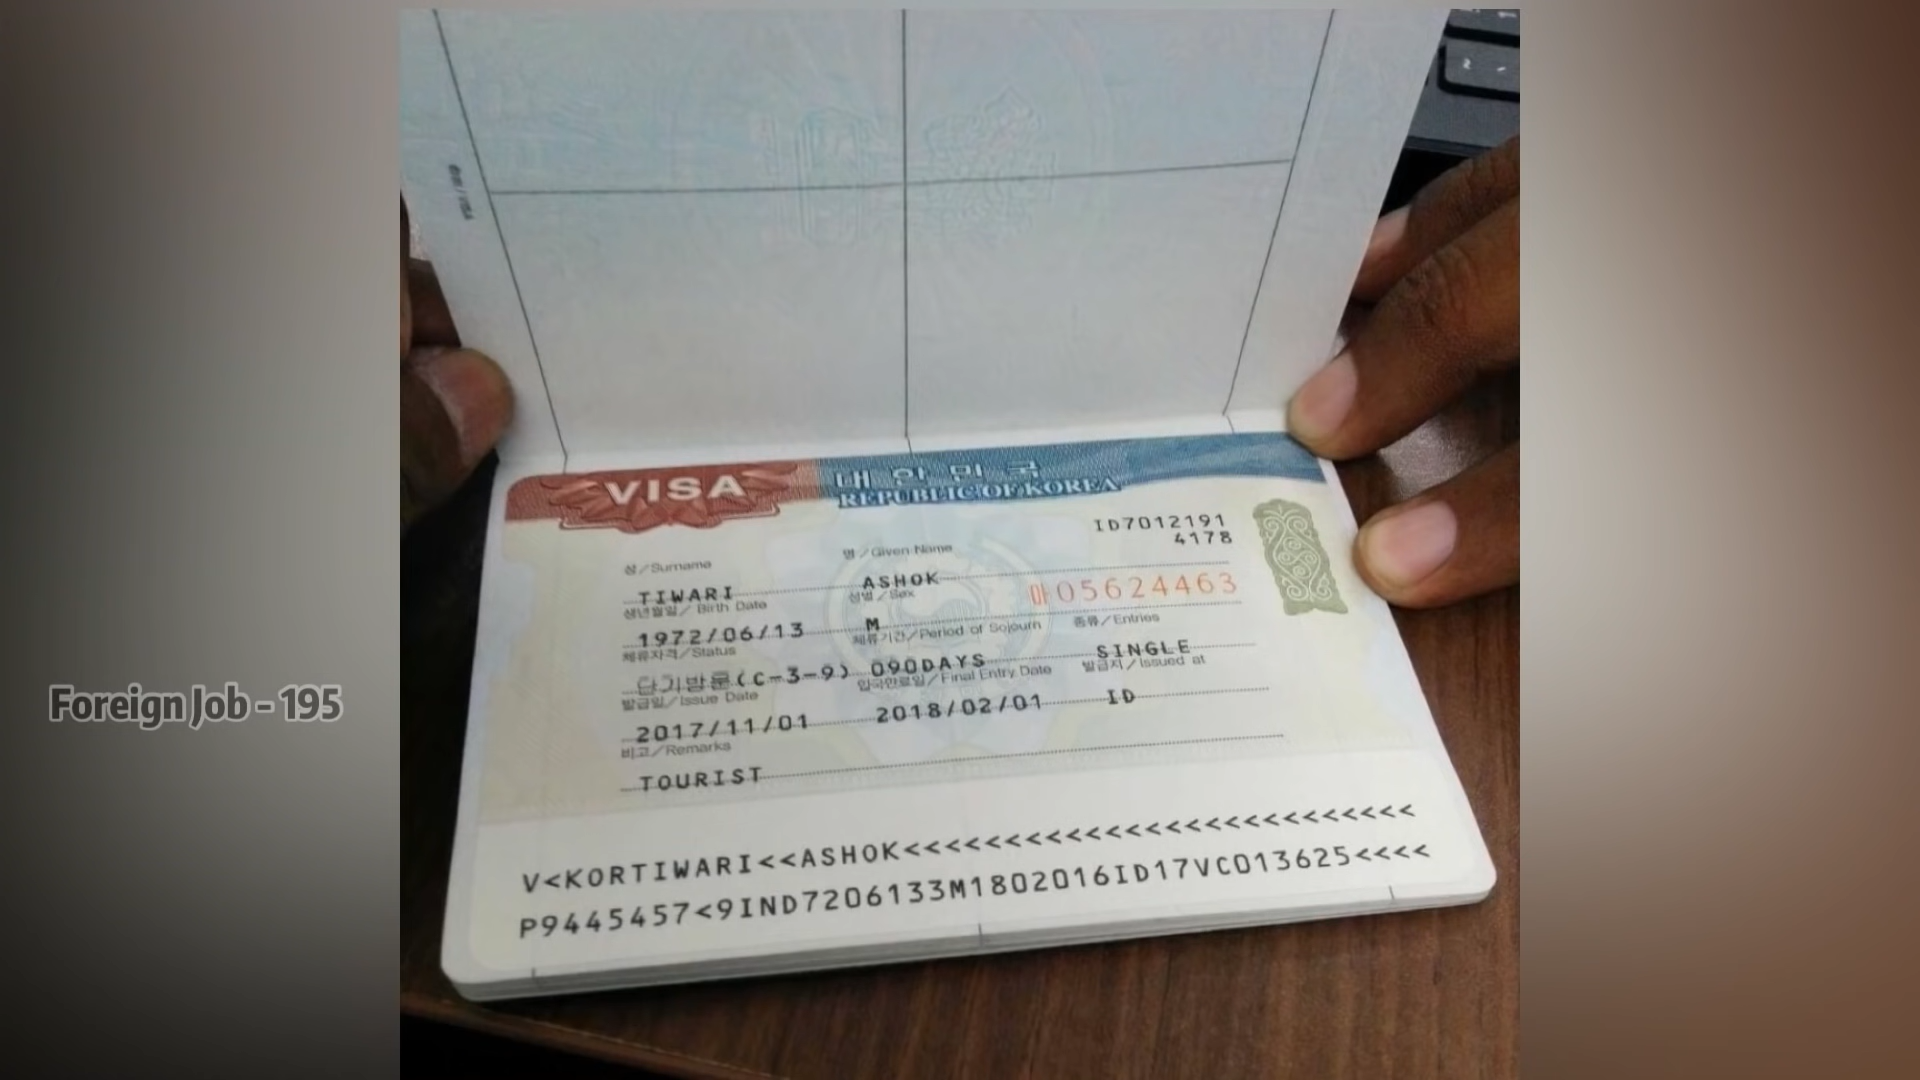 VISA 대한민국
REPUBLIC OF KOREA
ID7012191
4178
성/Surname 명/Given Name
TIWARI ASHOK
생년월일/Birth Date 성별/Sex 마05624463
1972/06/13 M
체류자격/Status 체류기간/Period of Sojourn 종류/Entries
단기방문(C-3-9) 090DAYS SINGLE
발급일/Issue Date 입국만료일/Final Entry Date 발급지/Issued at
2017/11/01 2018/02/01 ID
비고/Remarks
TOURIST
V<KORTIWARI<<ASHOK<<<<<<<<<<<<<<<<<<<<<<<<<<
P9445457<9IND7206133M1802016ID17VC013625<<<<
Foreign Job - 195